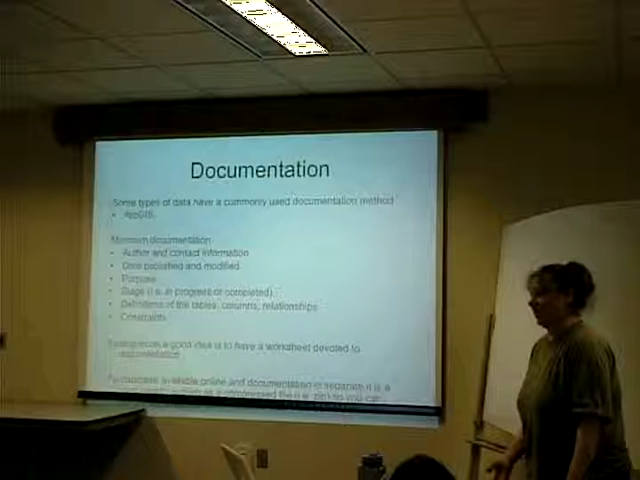 Documentation
Some types of data have a commonly used documentation method
• ArcGIS
Minimum documentation
• Author and contact information
• Date published and modified
• Purpose
• Stage (i.e. in progress or completed)
• Definitions of the tables, columns, relationships
• Constraints
a good idea is to have a worksheet devoted to
documentation
available online and documentation is separate it is a